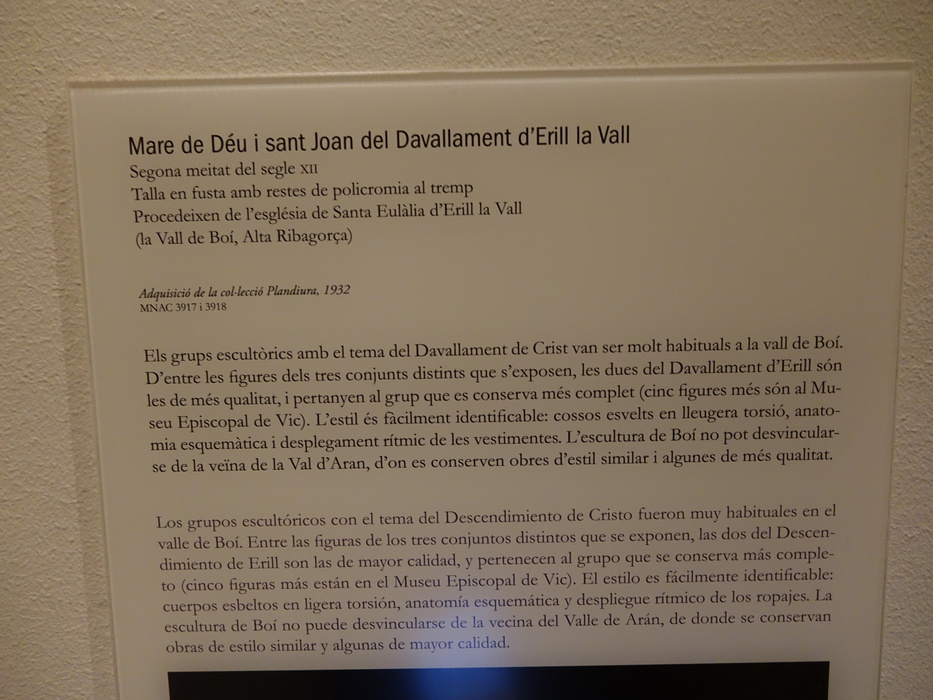 Mare de Déu i sant Joan del Davallament d'Erill la Vall
Segona meitat del segle XII
Talla en fusta amb restes de policromia al tremp
Procedeixen de l'església de Santa Eulàlia d'Erill la Vall
(la Vall de Boí, Alta Ribagorça)
Adquisició de la col·lecció Plandiura, 1932
MNAC 3917 i 3918
Els grups escultòrics amb el tema del Davallament de Crist van ser molt habituals a la vall de Boí.
D'entre les figures dels tres conjunts distints que s'exposen, les dues del Davallament d'Erill són
les de més qualitat, i pertanyen al grup que es conserva més complet (cinc figures més són al Mu-
seu Episcopal de Vic). L'estil és fàcilment identificable: cossos esvelts en lleugera torsió, anato-
mia esquemàtica i desplegament rítmic de les vestimentes. L'escultura de Boí no pot desvincular-
se de la veïna de la Val d'Aran, d'on es conserven obres d'estil similar i algunes de més qualitat.
Los grupos escultóricos con el tema del Descendimiento de Cristo fueron muy habituales en el
valle de Boí. Entre las figuras de los tres conjuntos distintos que se exponen, las dos del Descen-
dimiento de Erill son las de mayor calidad, y pertenecen al grupo que se conserva más comple-
to (cinco figuras más están en el Museu Episcopal de Vic). El estilo es fácilmente identificable:
cuerpos esbeltos en ligera torsión, anatomía esquemática y despliegue rítmico de los ropajes. La
escultura de Boí no puede desvincularse de la vecina del Valle de Arán, de donde se conservan
obras de estilo similar y algunas de mayor calidad.